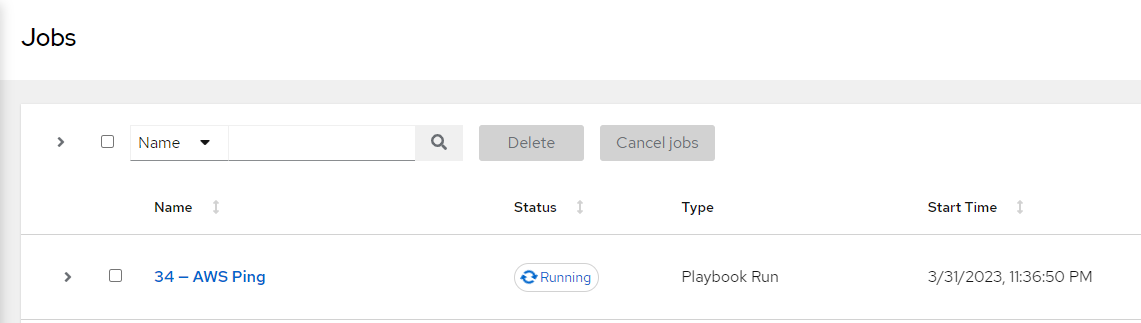 Jobs
Name Delete Cancel jobs
Name Status Type Start Time
34 – AWS Ping Running Playbook Run 3/31/2023, 11:36:50 PM